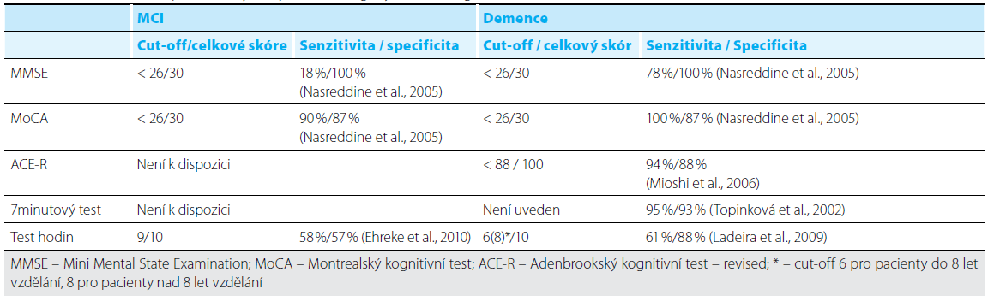 MCI Demence
Cut-off/celkové skóre Senzitivita / specificita Cut-off / celkový skór Senzitivita / Specificita
MMSE < 26/30 18 %/100 % < 26/30 78 %/100 % (Nasreddine et al., 2005)
(Nasreddine et al., 2005)
MoCA < 26/30 90 %/87 % < 26/30 100 %/87 % (Nasreddine et al., 2005)
(Nasreddine et al., 2005)
ACE-R Není k dispozici < 88 / 100 94 %/88 %
(Mioshi et al., 2006)
7minutový test Není k dispozici Není uveden 95 %/93 % (Topinková et al., 2002)
Test hodin 9/10 58 %/57 % (Ehreke et al., 2010) 6(8)*/10 61 %/88 % (Ladeira et al., 2009)
MMSE – Mini Mental State Examination; MoCA – Montrealský kognitivní test; ACE-R – Adenbrookský kognitivní test – revised; * – cut-off 6 pro pacienty do 8 let
vzdělání, 8 pro pacienty nad 8 let vzdělání